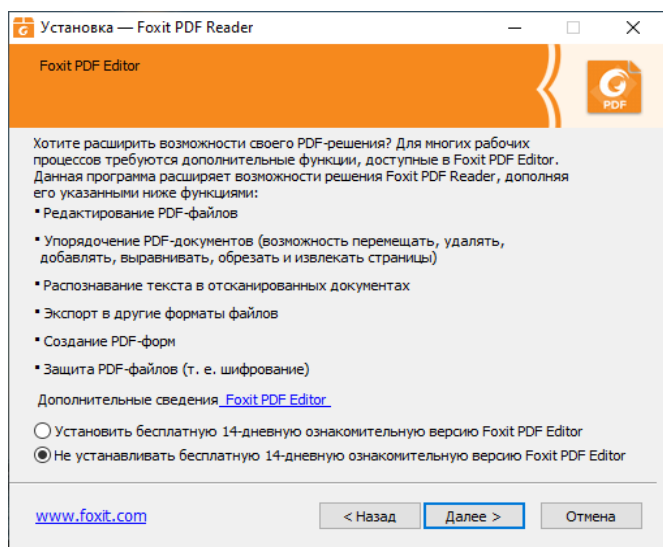 Установка — Foxit PDF Reader
Foxit PDF Editor
PDF
Хотите расширить возможности своего PDF-решения? Для многих рабочих
процессов требуются дополнительные функции, доступные в Foxit PDF Editor.
Данная программа расширяет возможности решения Foxit PDF Reader, дополняя
его указанными ниже функциями:
▪ Редактирование PDF-файлов
▪ Упорядочение PDF-документов (возможность перемещать, удалять,
добавлять, выравнивать, обрезать и извлекать страницы)
▪ Распознавание текста в отсканированных документах
▪ Экспорт в другие форматы файлов
▪ Создание PDF-форм
▪ Защита PDF-файлов (т. е. шифрование)
Дополнительные сведения Foxit PDF Editor
Установить бесплатную 14-дневную ознакомительную версию Foxit PDF Editor
Не устанавливать бесплатную 14-дневную ознакомительную версию Foxit PDF Editor
www.foxit.com
< Назад
Далее >
Отмена